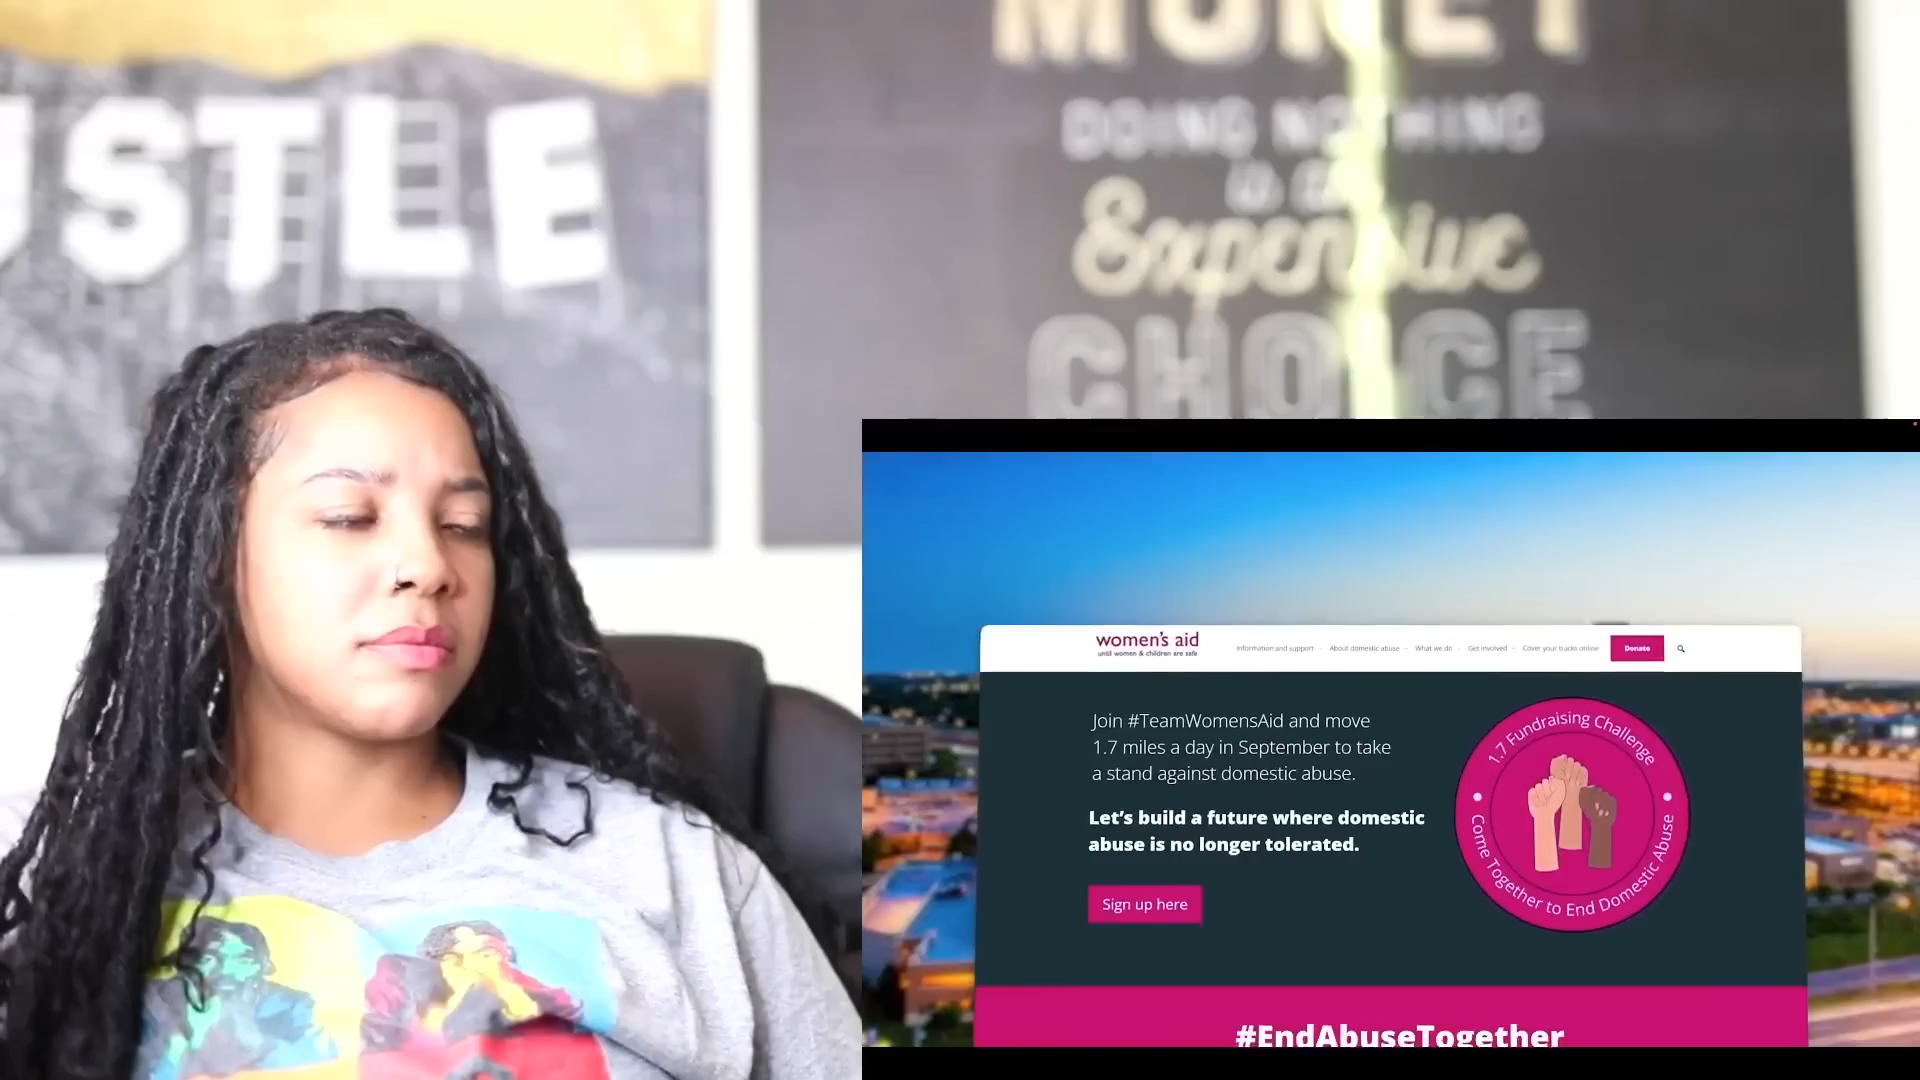 USTLE
MONEY
DOING NOTHING
is an
Expensive
CHOICE
women's aid
until women & children are safe
Information and support
About domestic abuse
What we do
Get involved
Cover your tracks online
Donate
Join #TeamWomensAid and move
1.7 miles a day in September to take
a stand against domestic abuse.
Let's build a future where domestic
abuse is no longer tolerated.
Sign up here
1.7 Fundraising Challenge
Come Together to End Domestic Abuse
#EndAbuseTogether